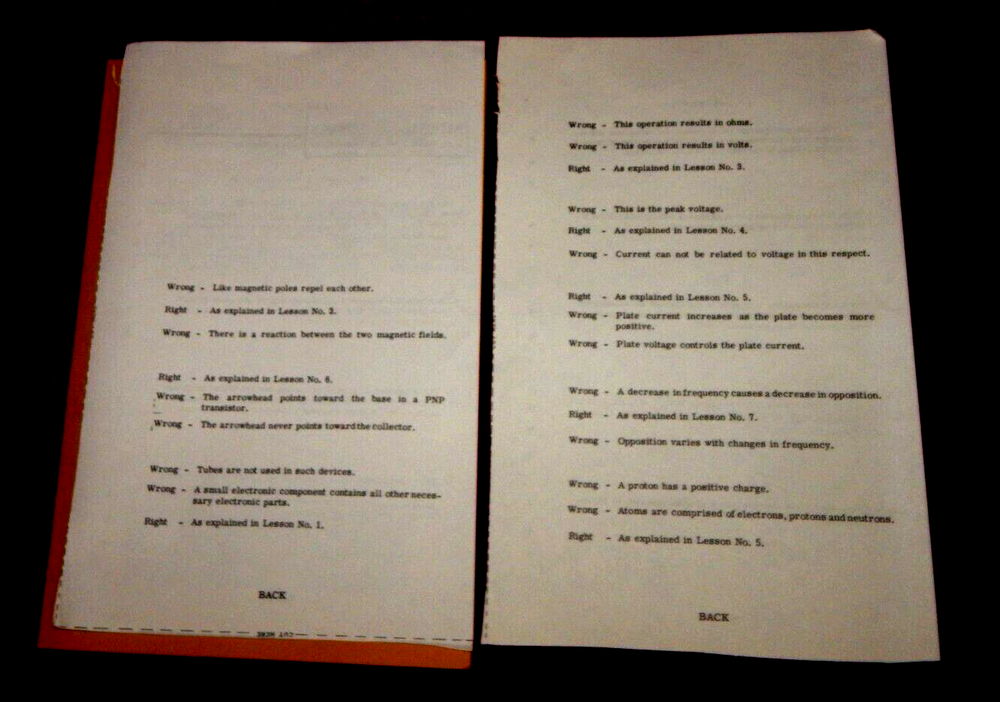 Wrong - Like magnetic poles repel each other.
Right - As explained in Lesson No. 2.
Wrong - There is a reaction between the two magnetic fields.
Right - As explained in Lesson No. 6.
Wrong - The arrowhead points toward the base in a PNP
transistor.
Wrong - The arrowhead never points toward the collector.
Wrong - Tubes are not used in such devices.
Wrong - A small electronic component contains all other neces-
sary electronic parts.
Right - As explained in Lesson No. 1.
BACK
Wrong - This operation results in ohms.
Wrong - This operation results in volts.
Right - As explained in Lesson No. 3.
Wrong - This is the peak voltage.
Right - As explained in Lesson No. 4.
Wrong - Current can not be related to voltage in this respect.
Right - As explained in Lesson No. 5.
Wrong - Plate current increases as the plate becomes more
positive.
Wrong - Plate voltage controls the plate current.
Wrong - A decrease in frequency causes a decrease in opposition.
Right - As explained in Lesson No. 7.
Wrong - Opposition varies with changes in frequency.
Wrong - A proton has a positive charge.
Wrong - Atoms are comprised of electrons, protons and neutrons.
Right - As explained in Lesson No. 5.
BACK